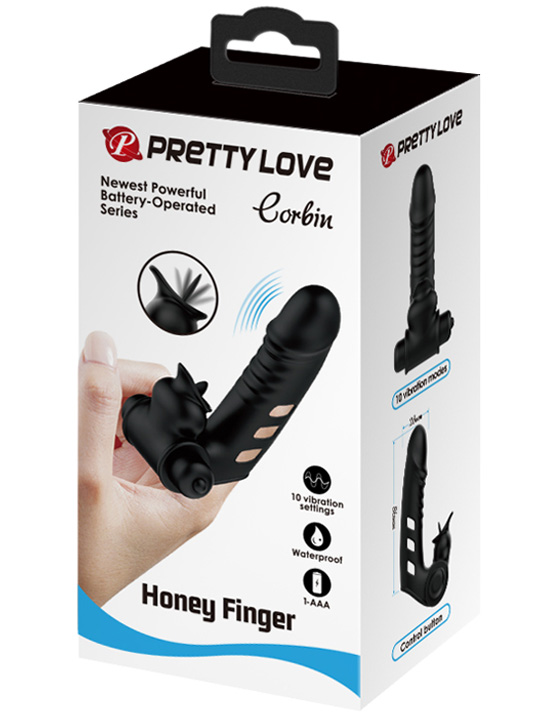 PRETTY LOVE
Newest Powerful
Battery-Operated
Series
Corbin
10 vibration
settings
Waterproof
1-AAA
Honey Finger
PRETTY LOVE
10 vibration modes
Control button